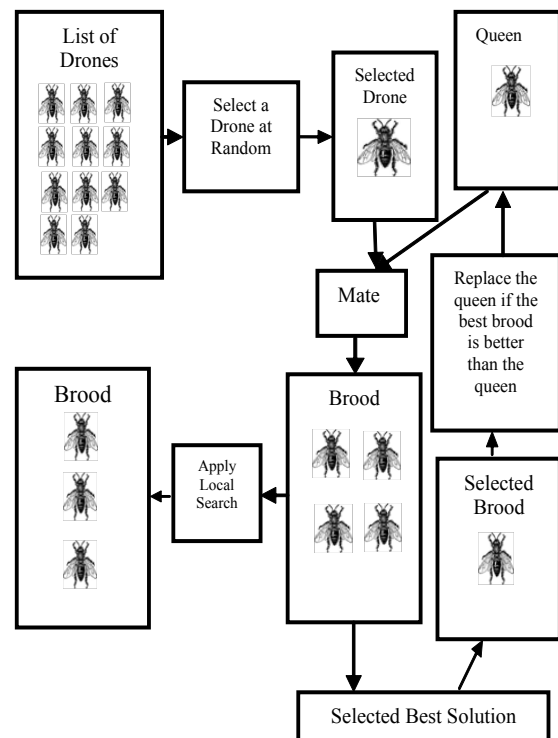 List of
Drones
Select a
Drone at
Random
Selected
Drone
Queen
Mate
Replace the
queen if the
best brood
is better
than the
queen
Brood
Apply
Local
Search
Brood
Selected
Brood
Selected Best Solution